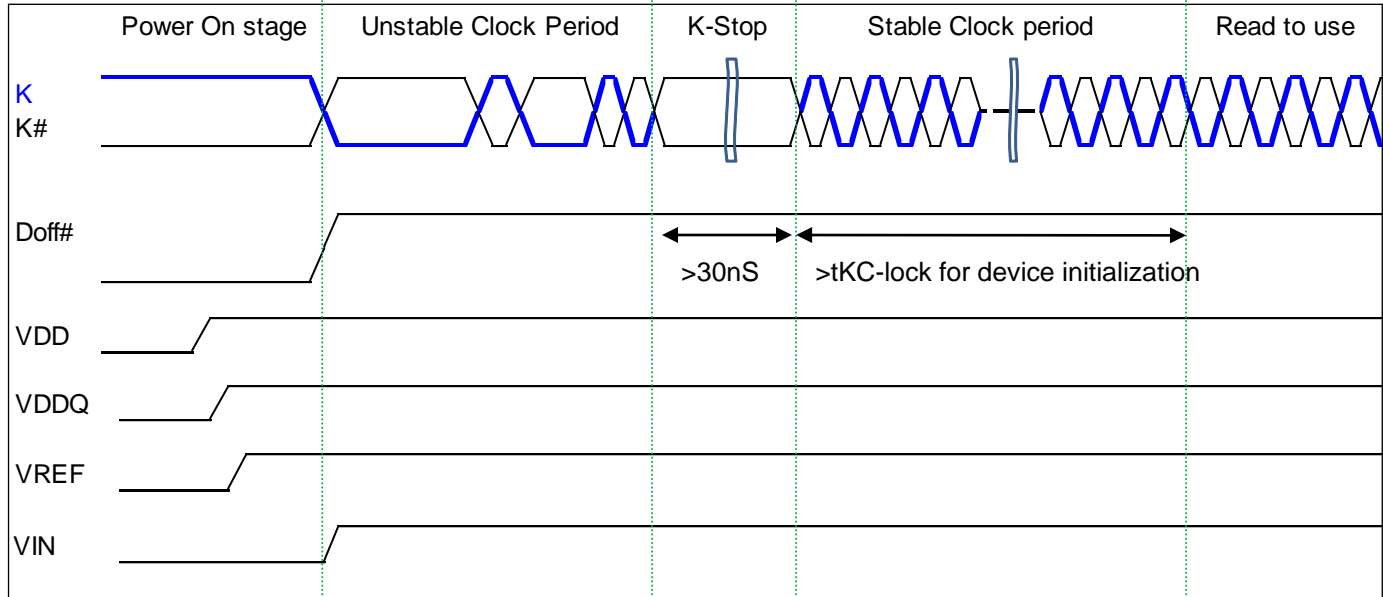 Power On stage Unstable Clock Period K-Stop Stable Clock period Read to use
K
K#
Doff#
>30nS >tKC-lock for device initialization
VDD
VDDQ
VREF
VIN